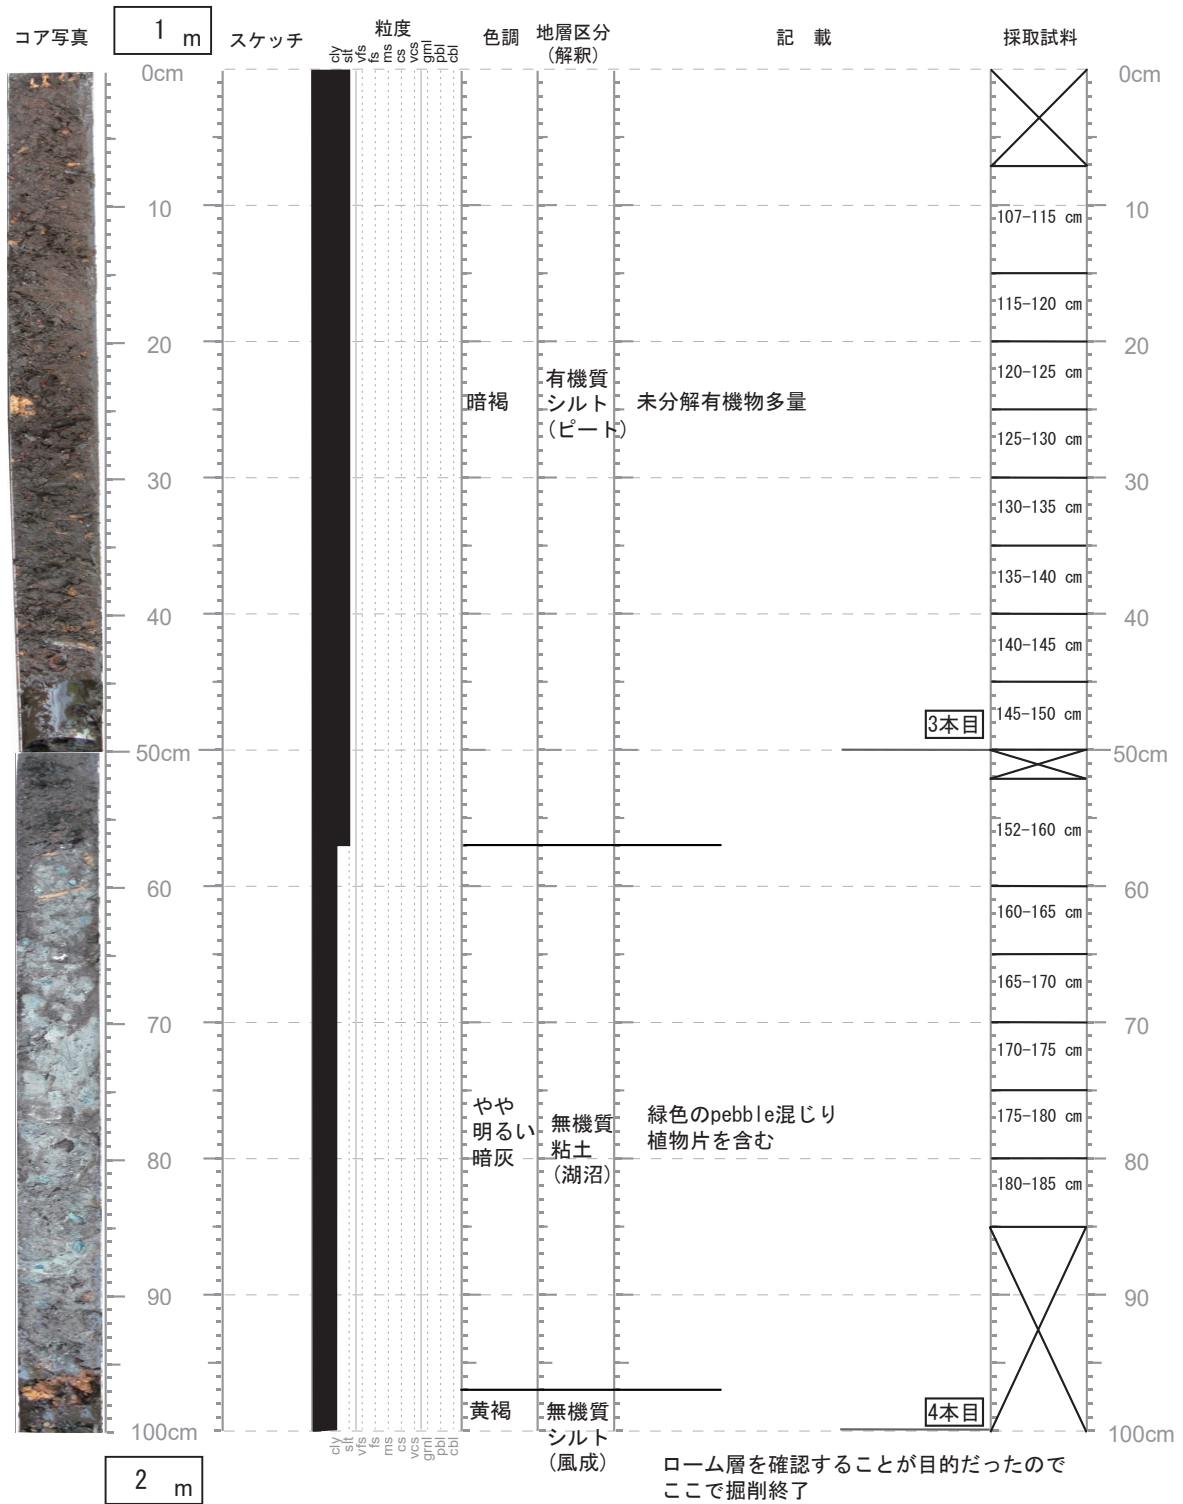 コア写真
1 m
スケッチ
粒度
cly slt vfs fs ms cs vcs grnl pbl cbl
色調
地層区分
(解釈)
記 載
採取試料
0cm
0cm
10
107-115 cm
10
115-120 cm
20
20
120-125 cm
暗褐
有機質
シルト
(ピート)
未分解有機物多量
125-130 cm
30
30
130-135 cm
135-140 cm
40
40
140-145 cm
3本目
145-150 cm
50cm
50cm
152-160 cm
60
60
160-165 cm
165-170 cm
70
70
170-175 cm
やや
明るい
暗灰
無機質
粘土
(湖沼)
緑色のpebble混じり
植物片を含む
175-180 cm
80
80
180-185 cm
90
90
黄褐
無機質
シルト
(風成)
4本目
100cm
100cm
cly slt vfs fs ms cs vcs grnl pbl cbl
2 m
ローム層を確認することが目的だったので
ここで掘削終了